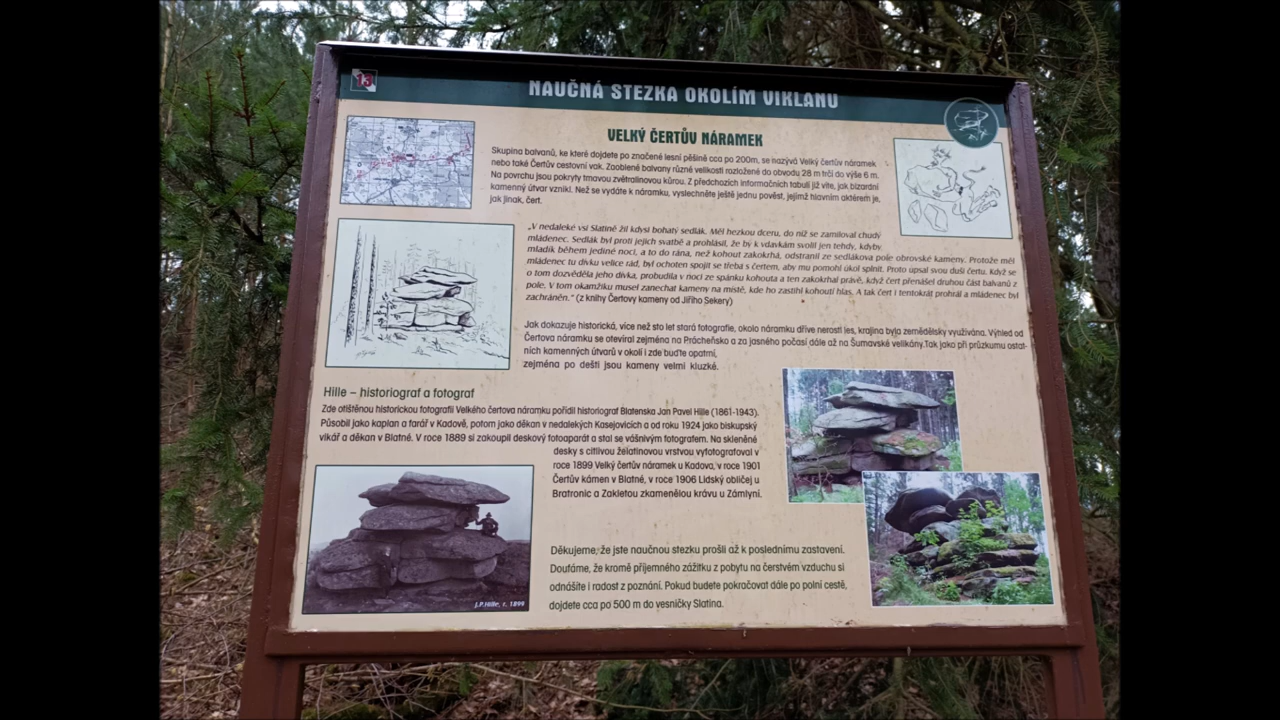 13
NAUČNÁ STEZKA OKOLÍM VIKLANU
VELKÝ ČERTŮV NÁRAMEK
Skupina balvanů, ke které dojdete po značené lesní pěšině cca po 200m, se nazývá Velký čertův náramek
nebo také Čertův cestovní vak. Zaoblené balvany různé velikosti rozložené do obvodu 28 m trčí do výše 6 m.
Na povrchu jsou pokryty tmavou zvětralinovou kůrou. Z předchozích informačních tabulí již víte, jak bizardní
kamenný útvar vznikl. Než se vydáte k náramku, vyslechněte ještě jednu pověst, jejímž hlavním aktérem je,
jak jinak, čert.
„V nedaleké vsi Slatině žil kdysi bohatý sedlák. Měl hezkou dceru, do níž se zamiloval chudý
mládenec. Sedlák byl proti jejich svatbě a prohlásil, že by k vdavkám svolil jen tehdy, kdyby
mladík během jediné noci, a to do rána, než kohout zakokrhá, odstranil ze sedlákova pole obrovské kameny. Protože měl
mládenec tu dívku velice rád, byl ochoten spojit se třeba s čertem, aby mu pomohl úkol splnit. Proto upsal svou duši čertu. Když se
o tom dozvěděla jeho dívka, probudila v noci ze spánku kohouta a ten zakokrhal právě, když čert přenášel druhou část balvanů z
pole. V tom okamžiku musel zanechat kameny na místě, kde ho zastihl kohoutí hlas. A tak čert i tentokrát prohrál a mládenec byl
zachráněn." (z knihy Čertovy kameny od Jiřího Sekery)
Jak dokazuje historická, více než sto let stará fotografie, okolo náramku dříve nerostl les, krajina byla zemědělsky využívána. Výhled od
Čertova náramku se otevíral zejména na Prácheňsko a za jasného počasí dále až na Šumavské velikány.Tak jako při průzkumu ostat-
ních kamenných útvarů v okolí i zde buďte opatrní,
zejména po dešti jsou kameny velmi kluzké.
Hille – historiograf a fotograf
Zde otištěnou historickou fotografii Velkého čertova náramku pořídil historiograf Blatenska Jan Pavel Hille (1861-1943).
Působil jako kaplan a farář v Kadově, potom jako děkan v nedalekých Kasejovicích a od roku 1924 jako biskupský
vikář a děkan v Blatné. V roce 1889 si zakoupil deskový fotoaparát a stal se vášnivým fotografem. Na skleněné
desky s citlivou želatinovou vrstvou vyfotografoval v
roce 1899 Velký čertův náramek u Kadova, v roce 1901
Čertův kámen v Blatné, v roce 1906 Lidský obličej u
Bratronic a Zakletou zkamenělou krávu u Zámlyní.
J.P.Hille, r. 1899
Děkujeme, že jste naučnou stezku prošli až k poslednímu zastavení.
Doufáme, že kromě příjemného zážitku z pobytu na čerstvém vzduchu si
odnášíte i radost z poznání. Pokud budete pokračovat dále po polní cestě,
dojdete cca po 500 m do vesničky Slatina.